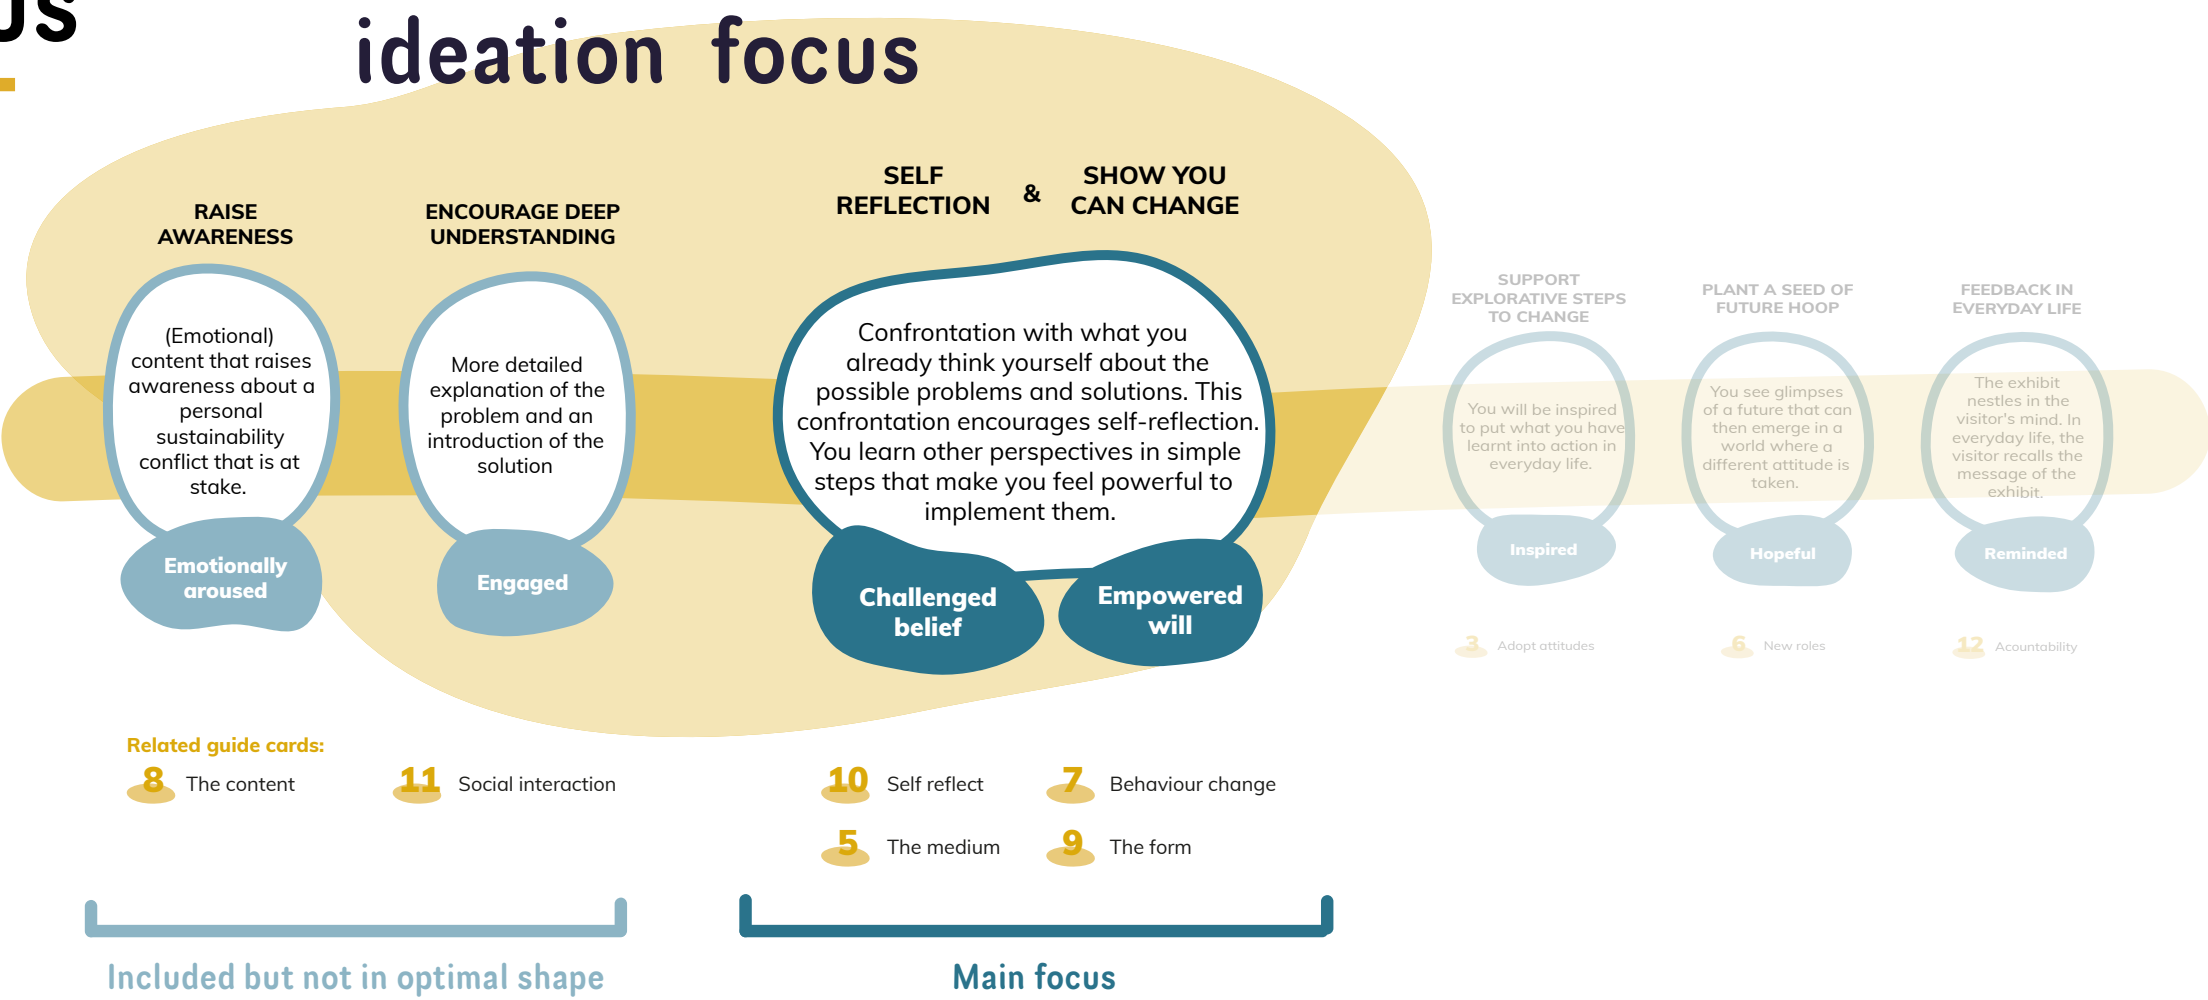 us
ideation focus
RAISE
AWARENESS
(Emotional)
content that raises
awareness about a
personal
sustainability
conflict that is at
stake.
Emotionally
aroused
ENCOURAGE DEEP
UNDERSTANDING
More detailed
explanation of the
problem and an
introduction of the
solution
Engaged
SELF
REFLECTION
&
SHOW YOU
CAN CHANGE
Confrontation with what you
already think yourself about the
possible problems and solutions. This
confrontation encourages self-reflection.
You learn other perspectives in simple
steps that make you feel powerful to
implement them.
Challenged
belief
Empowered
will
SUPPORT
EXPLORATIVE STEPS
TO CHANGE
You will be inspired
to put what you have
learnt into action in
everyday life.
Inspired
3 Adopt attitudes
PLANT A SEED OF
FUTURE HOOP
You see glimpses
of a future that can
then emerge in a
world where a
different attitude is
taken.
Hopeful
6 New roles
FEEDBACK IN
EVERYDAY LIFE
The exhibit
nestles in the
visitor's mind. In
everyday life, the
visitor recalls the
message of the
exhibit.
Reminded
12 Acountability
Related guide cards:
8 The content
11 Social interaction
10 Self reflect
7 Behaviour change
5 The medium
9 The form
Included but not in optimal shape
Main focus